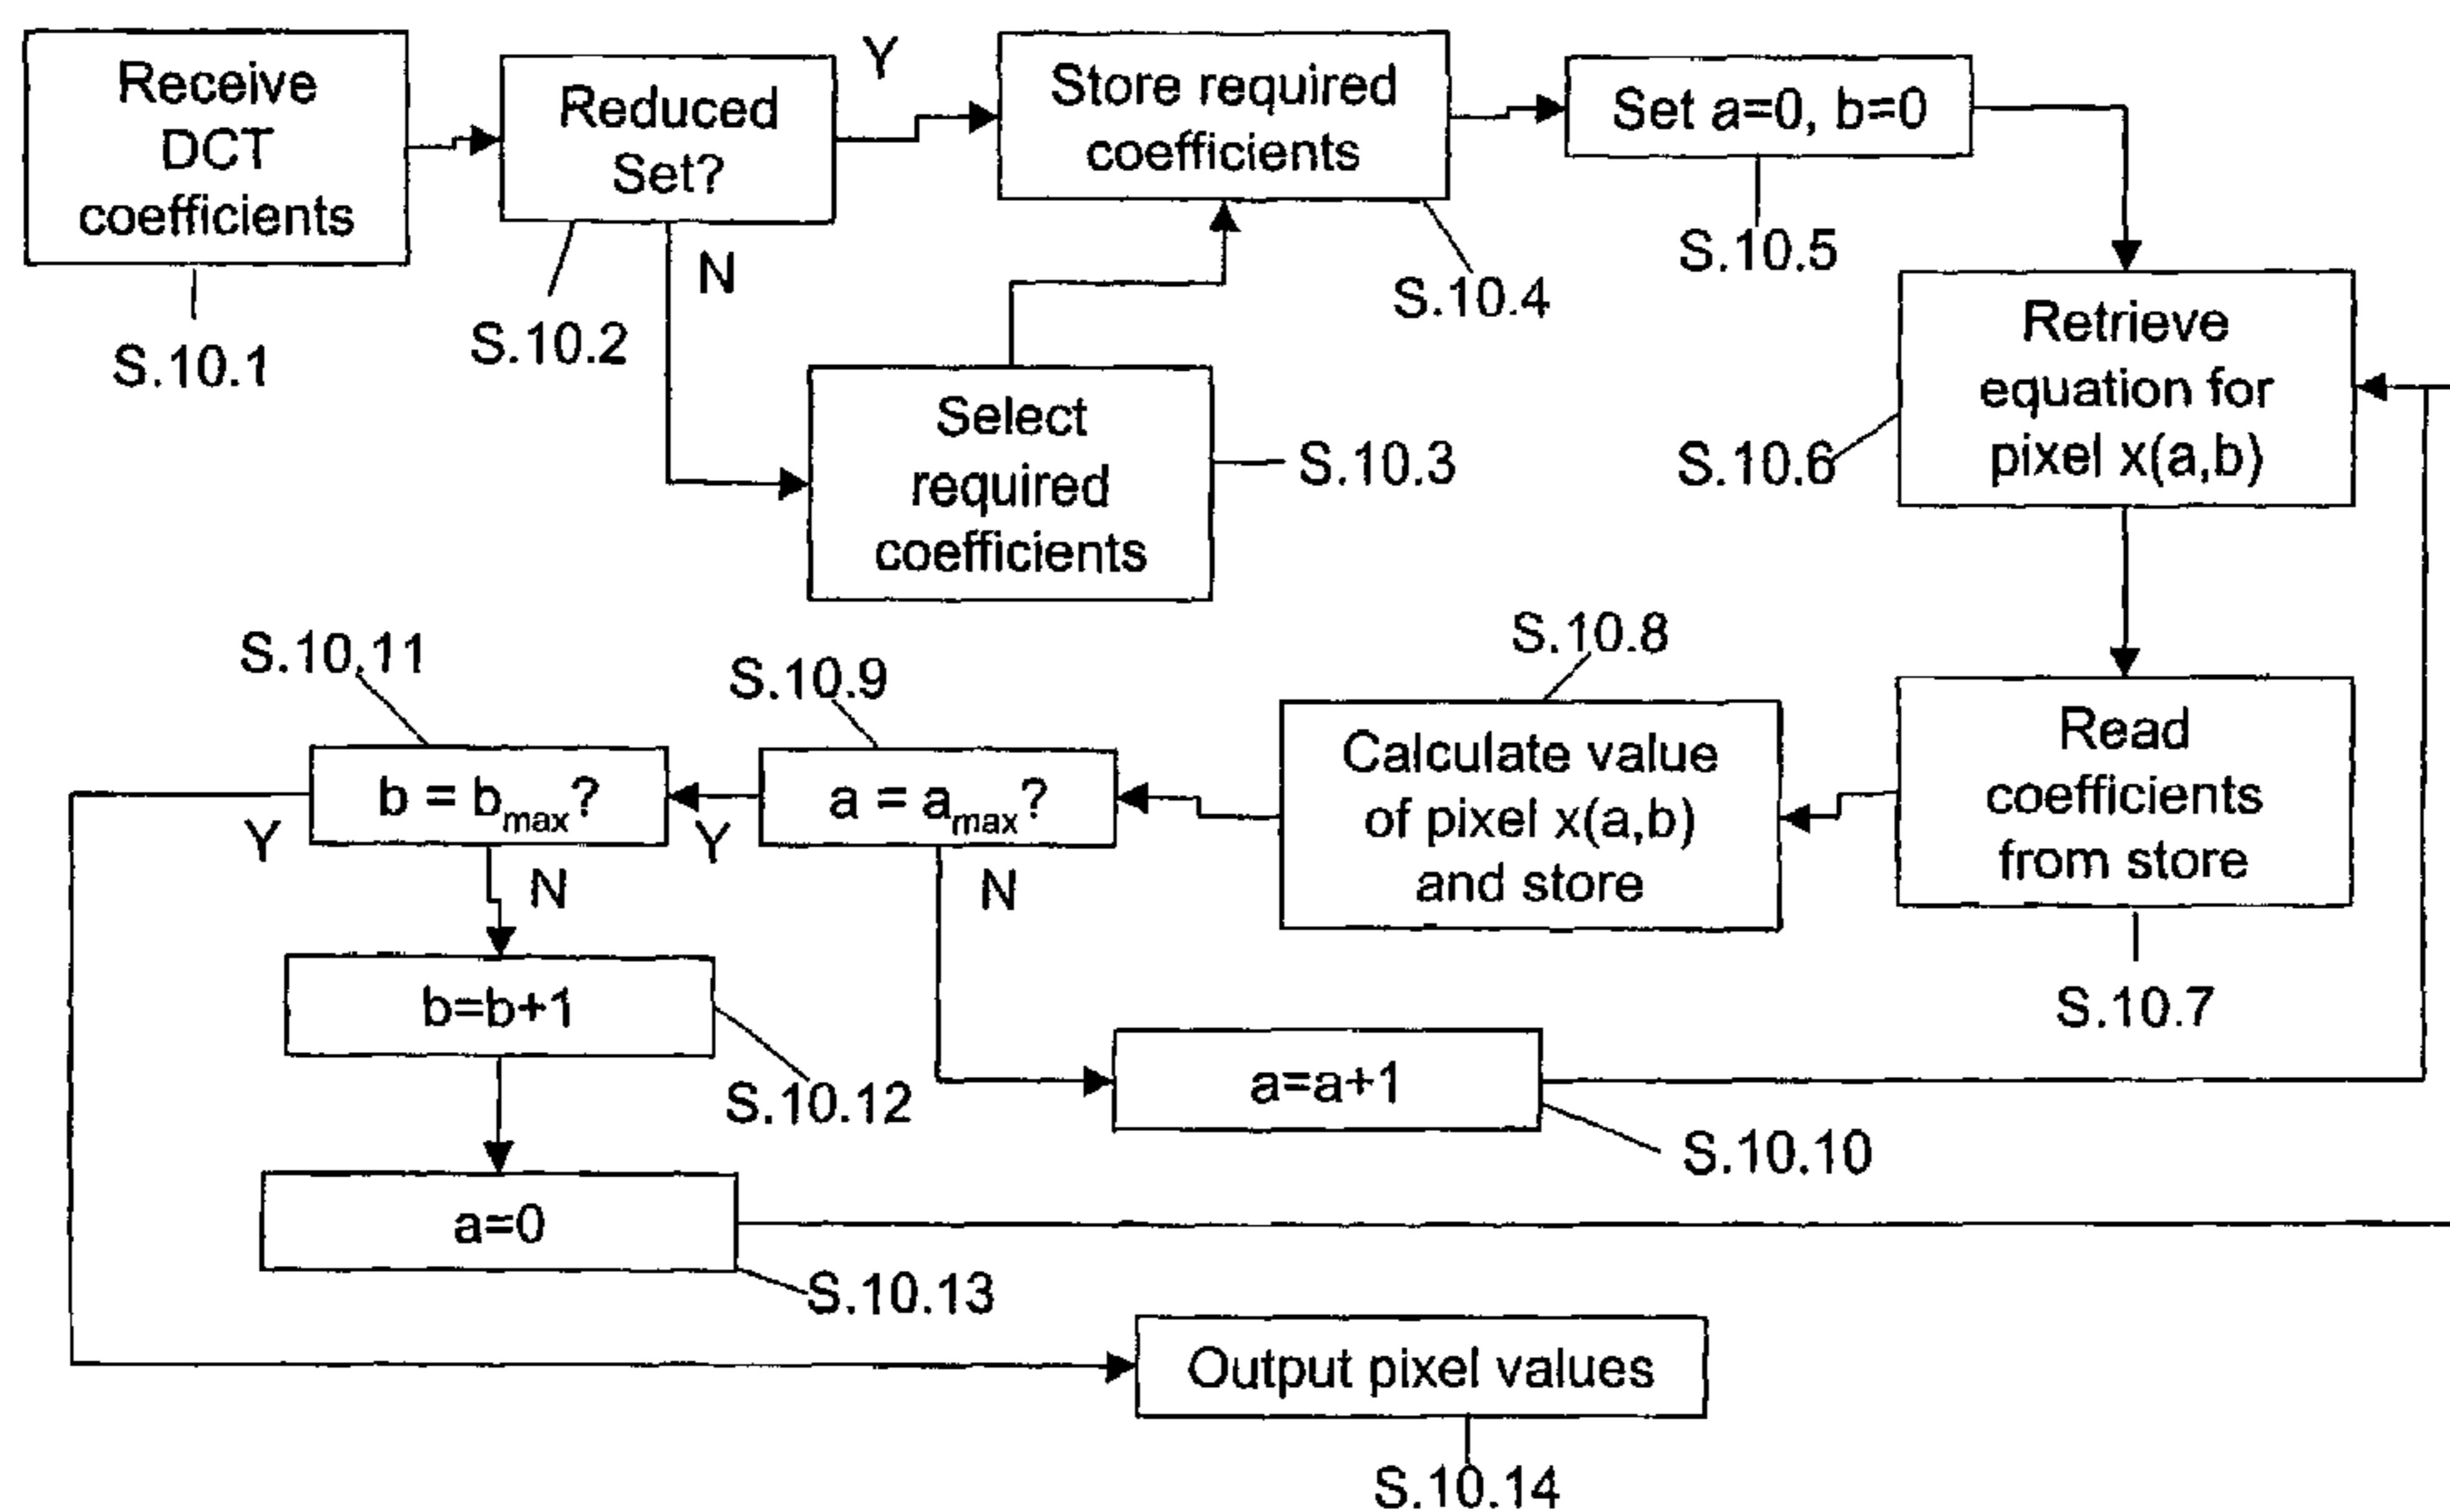 Receive
DCT
coefficients
S.10.1
Reduced
Set?
S.10.2
Y
N
Store required
coefficients
S.10.4
Select
required
coefficients
S.10.3
Set a=0, b=0
S.10.5
Retrieve
equation for
pixel x(a,b)
S.10.6
Read
coefficients
from store
S.10.7
S.10.8
Calculate value
of pixel x(a,b)
and store
S.10.9
a = amax?
Y
N
S.10.11
b = bmax?
Y
N
b=b+1
S.10.12
a=a+1
S.10.10
a=0
S.10.13
Output pixel values
S.10.14